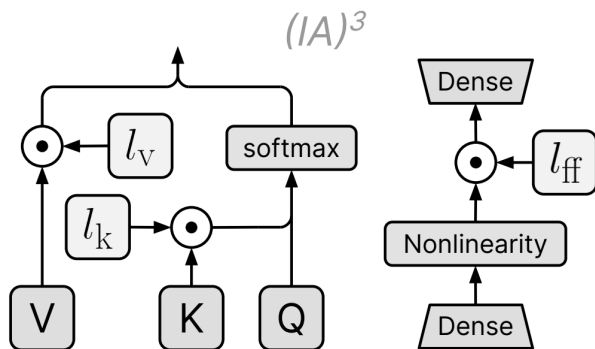 (IA)³
Dense
l_v
softmax
l_ff
l_k
Nonlinearity
V
K
Q
Dense